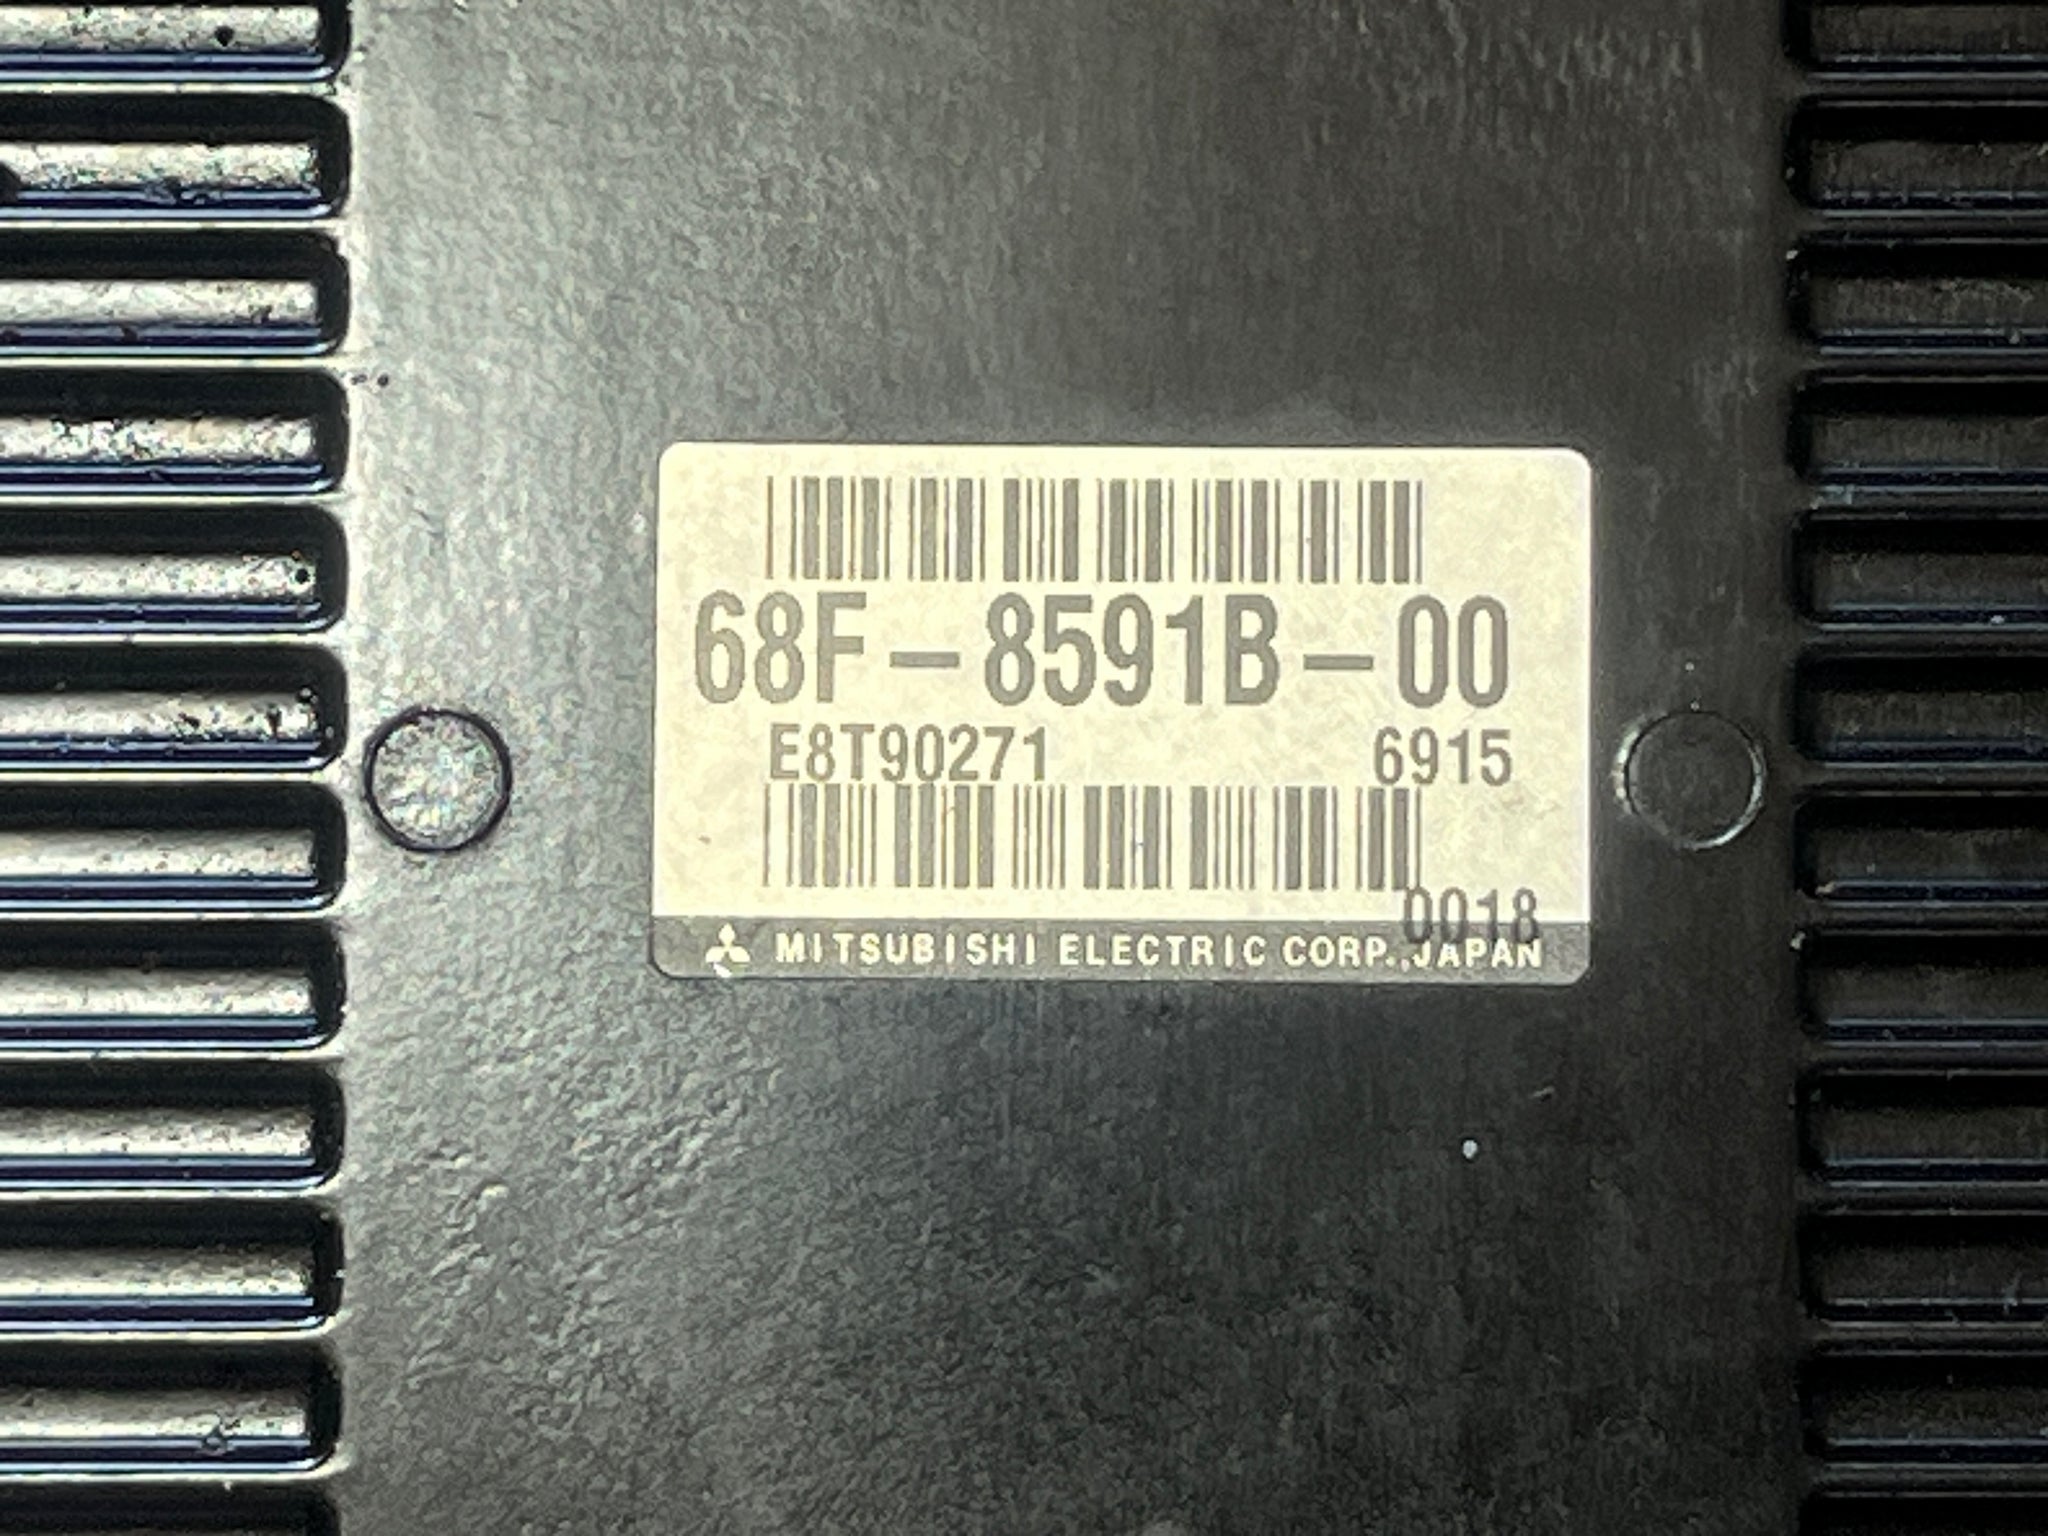 68F-8591B-00
E8T90271 6915
0018
MITSUBISHI ELECTRIC CORP.,JAPAN